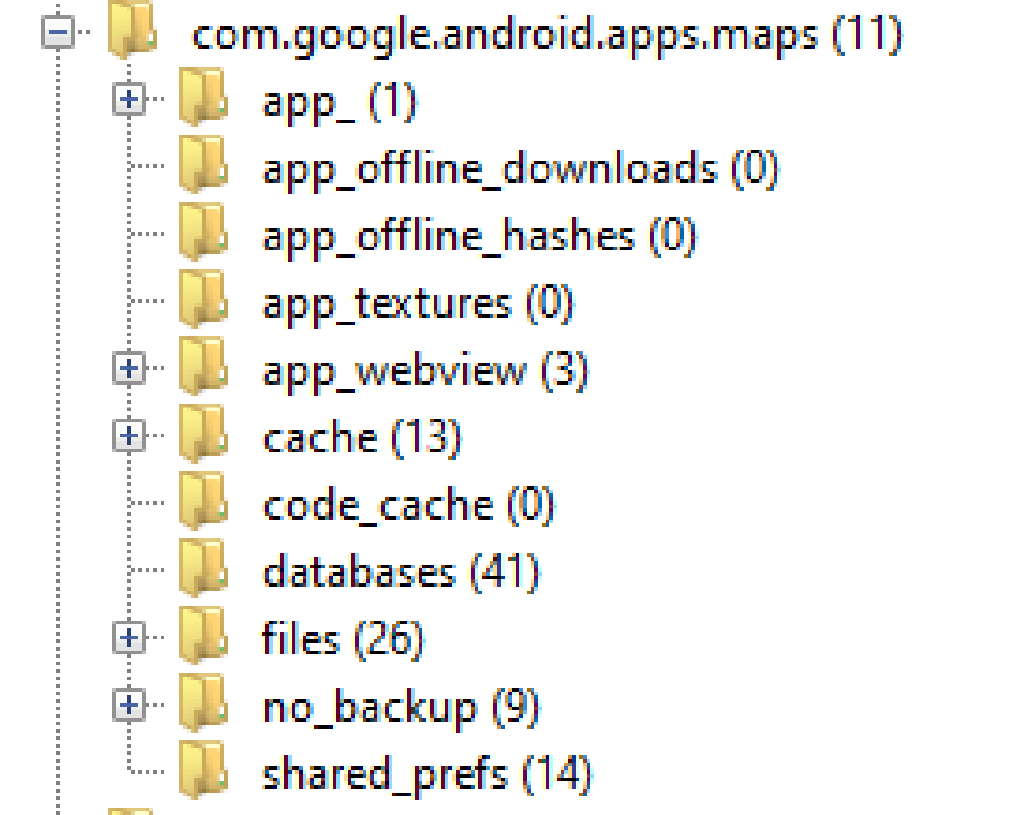 com.google.android.apps.maps (11)
app_ (1)
app_offline_downloads (0)
app_offline_hashes (0)
app_textures (0)
app_webview (3)
cache (13)
code_cache (0)
databases (41)
files (26)
no_backup (9)
shared_prefs (14)